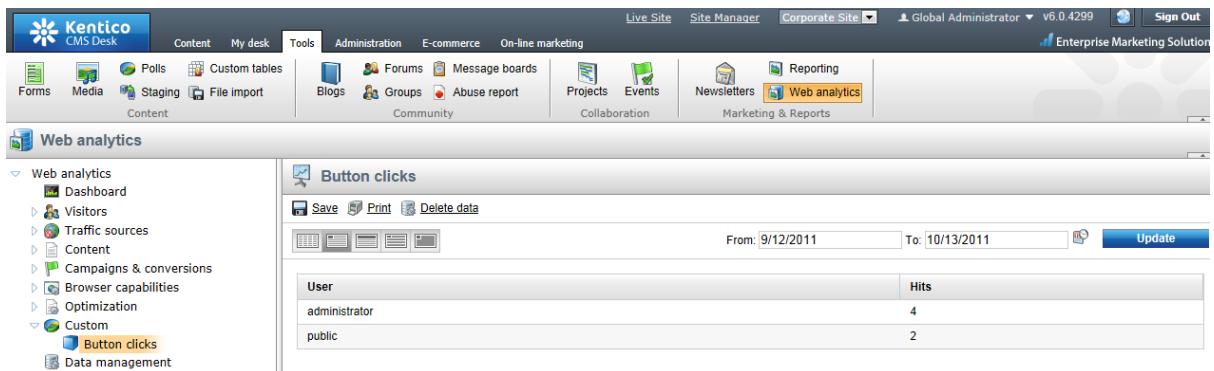 Kentico
CMS Desk
Live Site Site Manager Corporate Site Global Administrator v6.0.4299 Sign Out
Content My desk Tools Administration E-commerce On-line marketing Enterprise Marketing Solution
Polls Custom tables Forums Message boards Reporting
Forms Media Staging File import Blogs Groups Abuse report Projects Events Newsletters Web analytics
Content Community Collaboration Marketing & Reports
Web analytics
Web analytics
Dashboard
Visitors
Traffic sources
Content
Campaigns & conversions
Browser capabilities
Optimization
Custom
Button clicks
Data management
Button clicks
Save Print Delete data
From: 9/12/2011 To: 10/13/2011 Update
User Hits
administrator 4
public 2